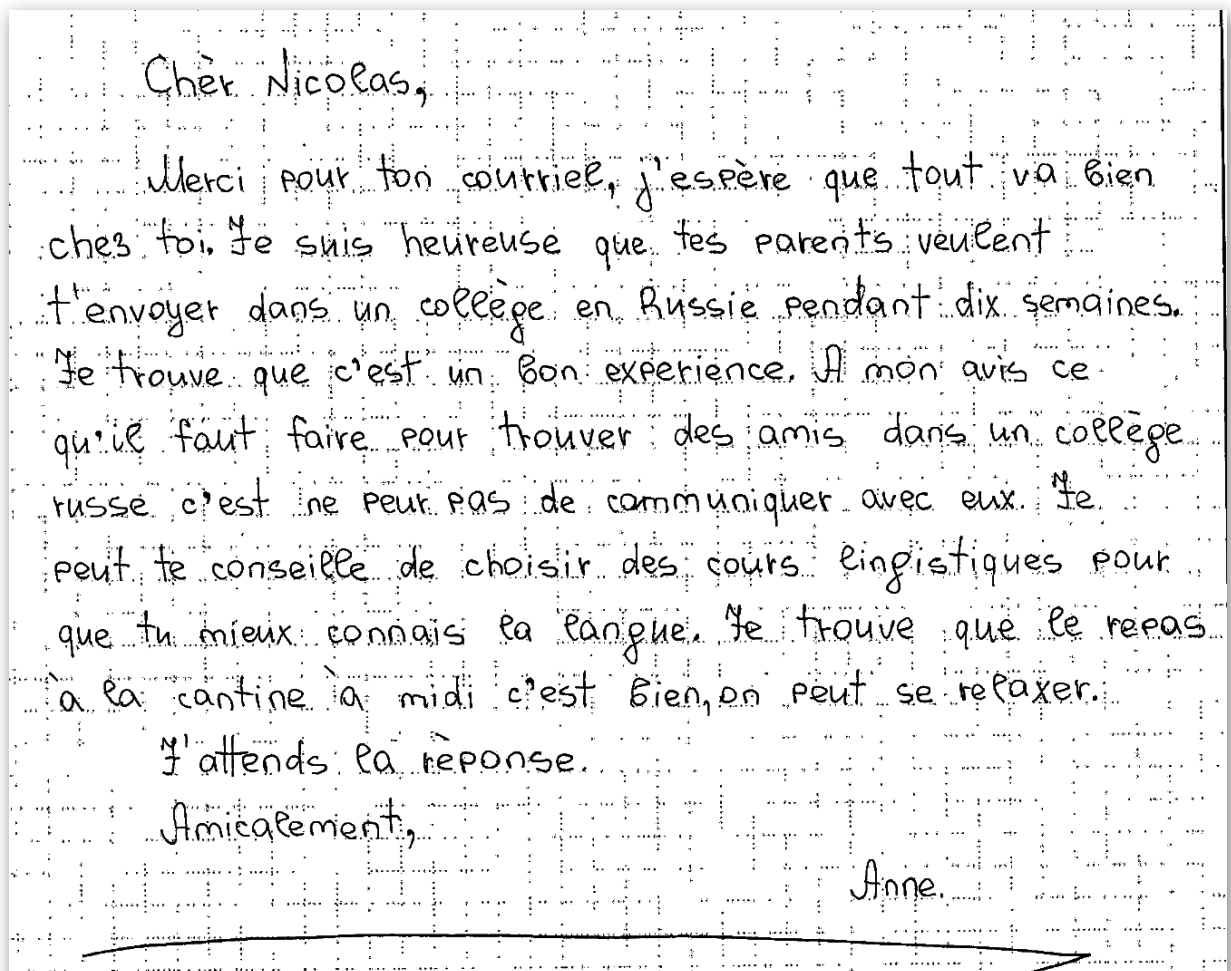 Chèr Nicolas,
Merci pour ton courriel, j'espère que tout va bien
chez toi. Je suis heureuse que tes parents veulent
t'envoyer dans un collège en Russie pendant dix semaines.
Je trouve que c'est un bon experience. A mon avis ce
qu'il faut faire pour trouver des amis dans un collège
russe c'est ne peur pas de communiquer avec eux. Je
peut te conseille de choisir des cours lingistiques pour
que tu mieux connais la langue. Je trouve que le repas
à la cantine à midi c'est bien, on peut se relaxer.
J'attends la rèponse.
Amicalement,
Anne.